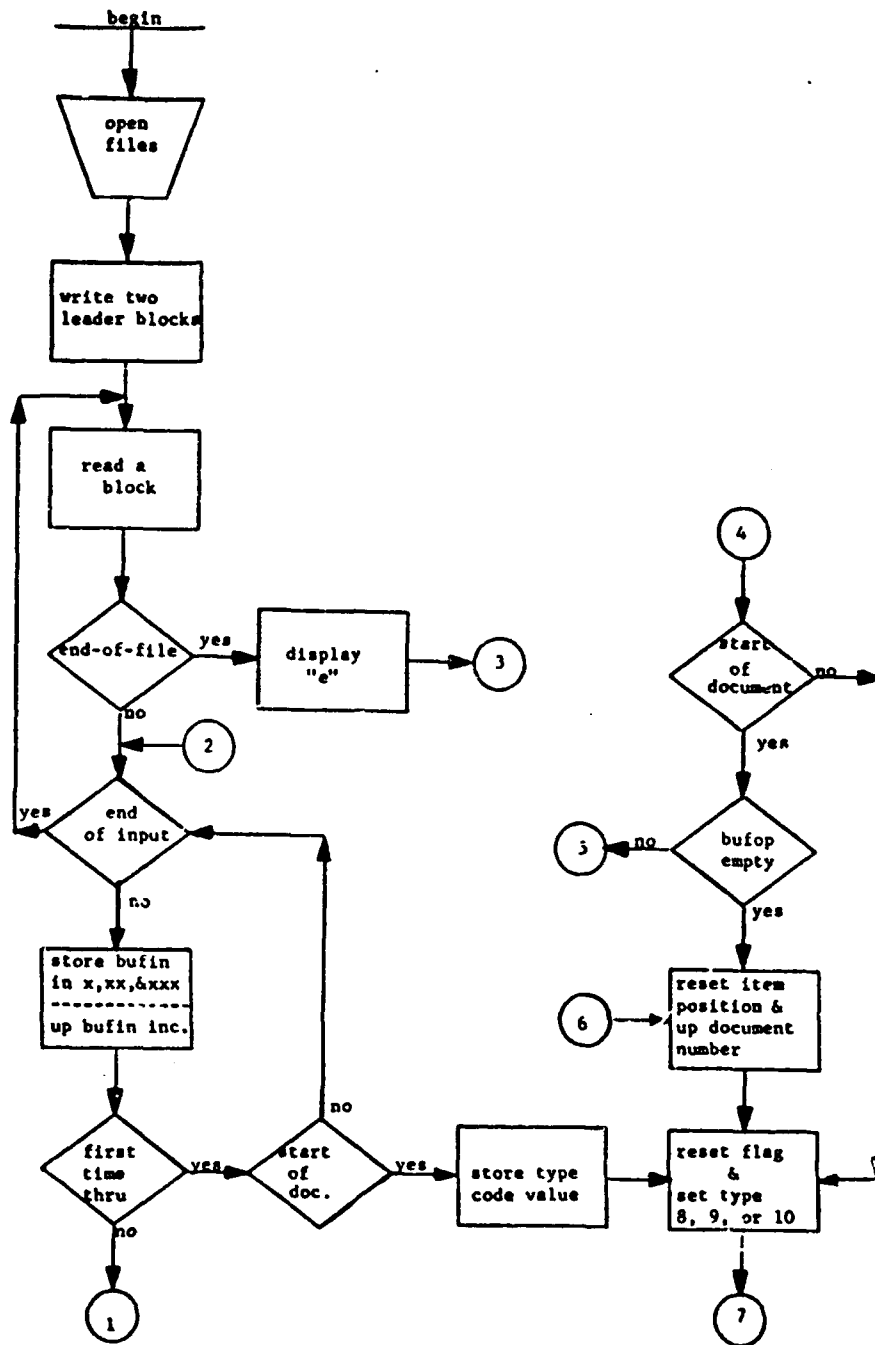 begin
open
files
write two
leader blocks
read a
block
end-of-file
yes
display
"e"
3
no
2
yes
end
of input
no
store bufin
in x,xx,&xxx
up bufin inc.
first
time
thru
yes
no
1
start
of
doc.
no
yes
store type
code value
4
start
of
document
no
yes
bufop
empty
no
5
yes
reset item
position &
up document
number
6
reset flag
&
set type
8, 9, or 10
7